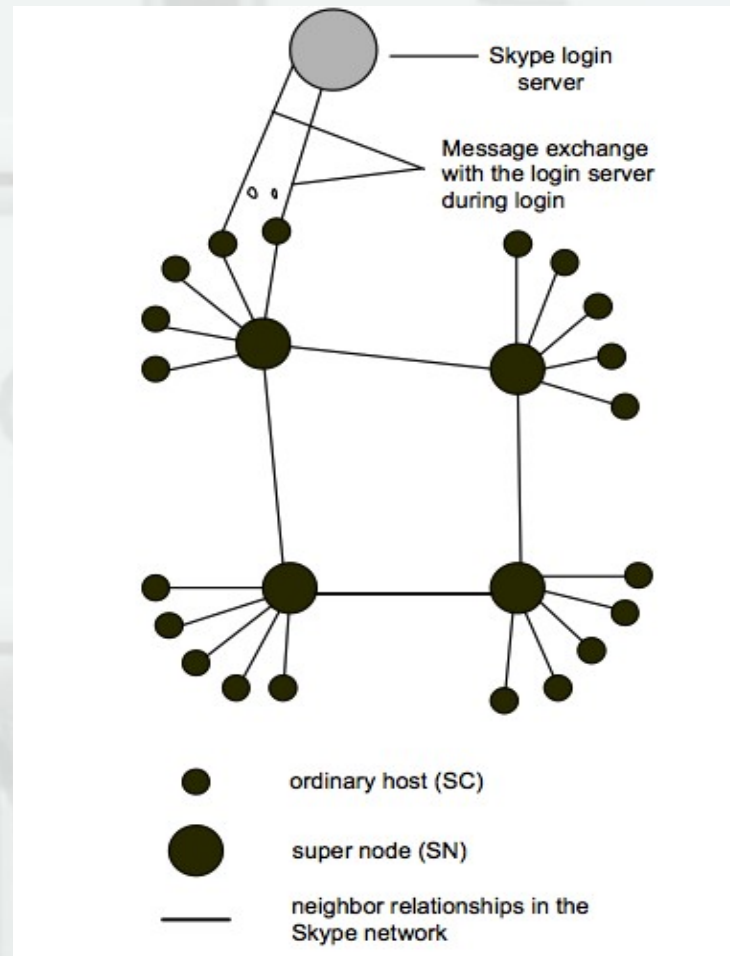 Skype login
server
Message exchange
with the login server
during login
ordinary host (SC)
super node (SN)
neighbor relationships in the
Skype network